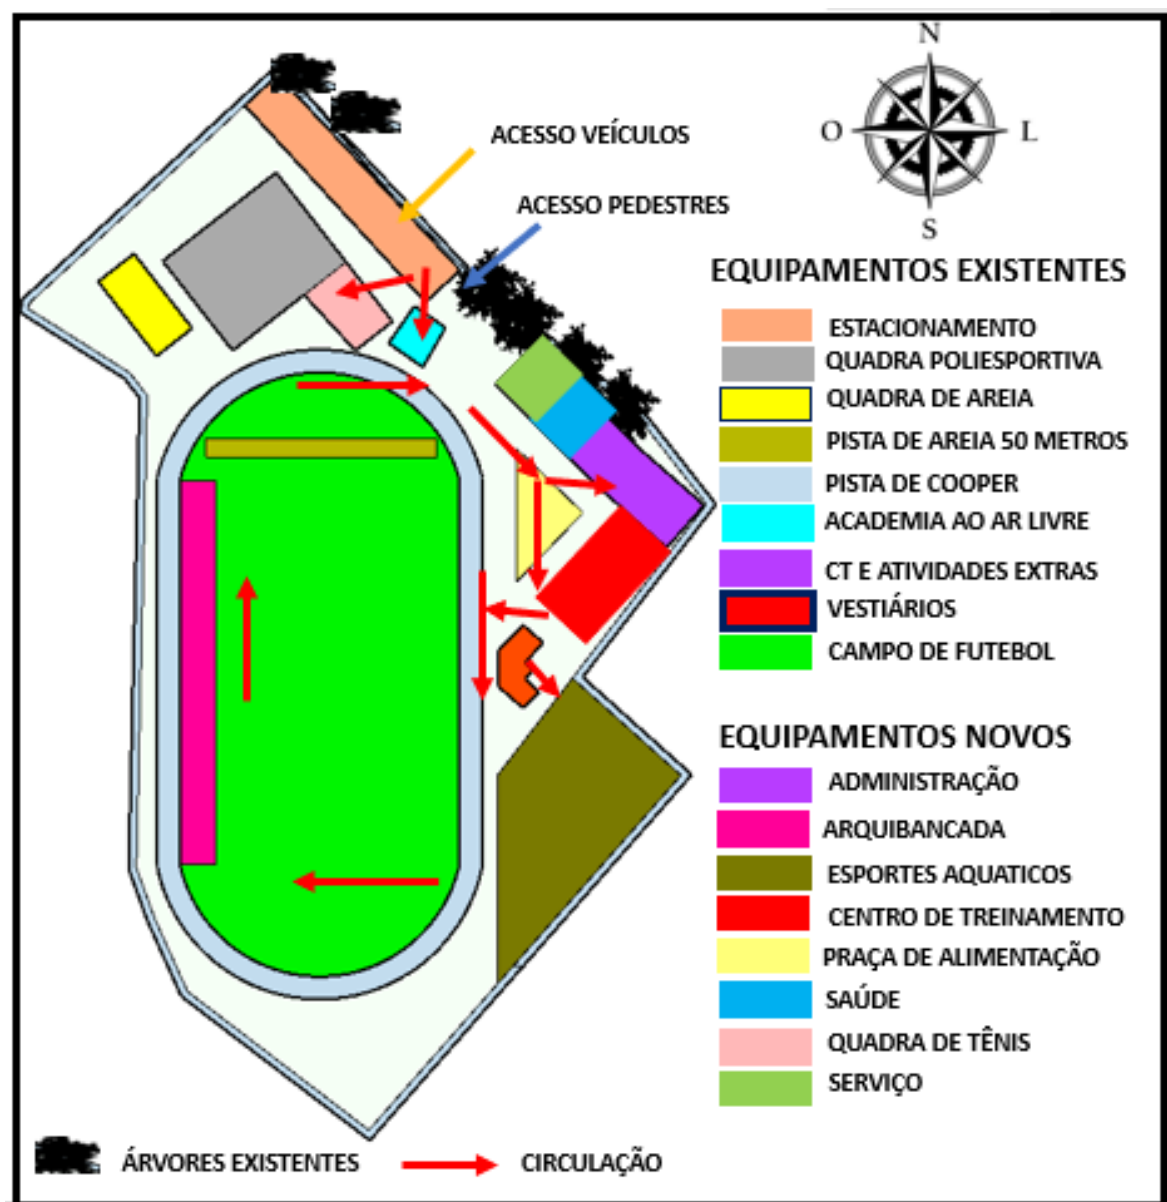 N
O
L
S
ACESSO VEÍCULOS
ACESSO PEDESTRES
EQUIPAMENTOS EXISTENTES
ESTACIONAMENTO
QUADRA POLIESPORTIVA
QUADRA DE AREIA
PISTA DE AREIA 50 METROS
PISTA DE COOPER
ACADEMIA AO AR LIVRE
CT E ATIVIDADES EXTRAS
VESTIÁRIOS
CAMPO DE FUTEBOL
EQUIPAMENTOS NOVOS
ADMINISTRAÇÃO
ARQUIBANCADA
ESPORTES AQUATICOS
CENTRO DE TREINAMENTO
PRAÇA DE ALIMENTAÇÃO
SAÚDE
QUADRA DE TÊNIS
SERVIÇO
ÁRVORES EXISTENTES
CIRCULAÇÃO